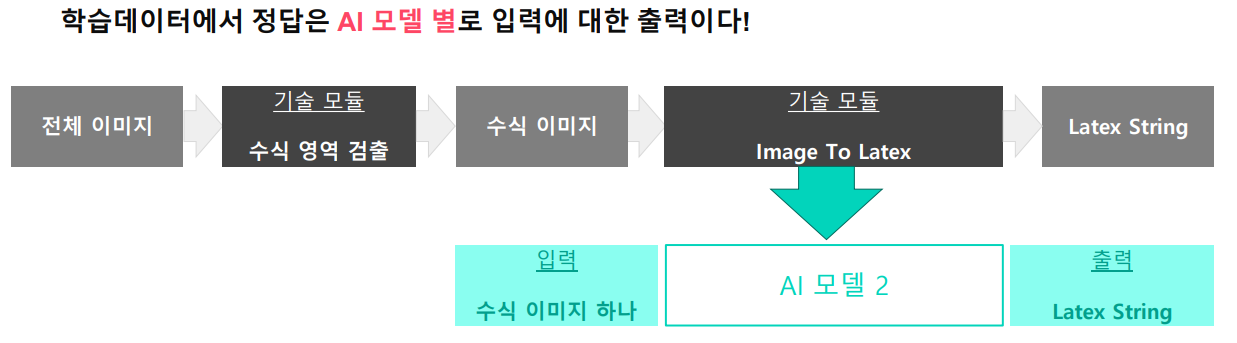 학습데이터에서 정답은 AI 모델 별로 입력에 대한 출력이다!
전체 이미지
기술 모듈
수식 영역 검출
수식 이미지
기술 모듈
Image To Latex
Latex String
입력
수식 이미지 하나
AI 모델 2
출력
Latex String